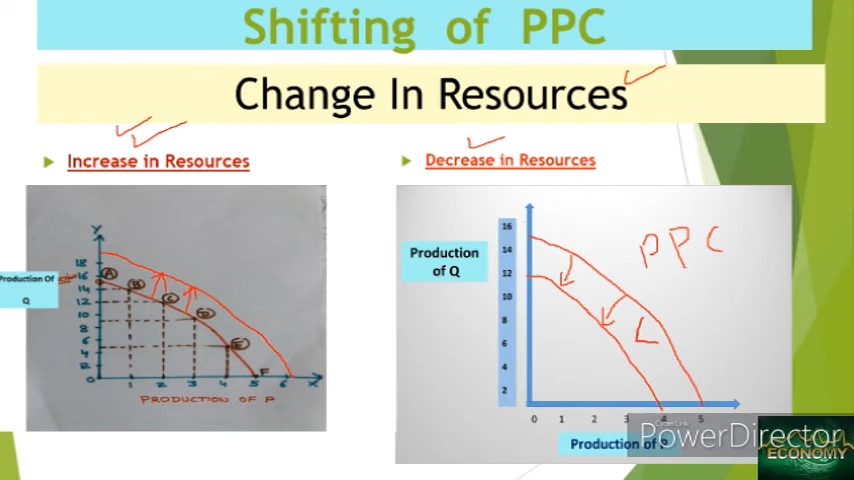 Shifting of PPC
Change In Resources
Increase in Resources
Decrease in Resources
Production Of
Q
Y
18
16
14
12
10
8
6
4
2
0
A
B
C
D
E
F
1 2 3 4 5 6 X
PRODUCTION OF P
Production
of Q
16
14
12
10
8
6
4
2
PPC
0 1 2 3 4 5
Production of P
CyberLink
PowerDirector
ECONOMY